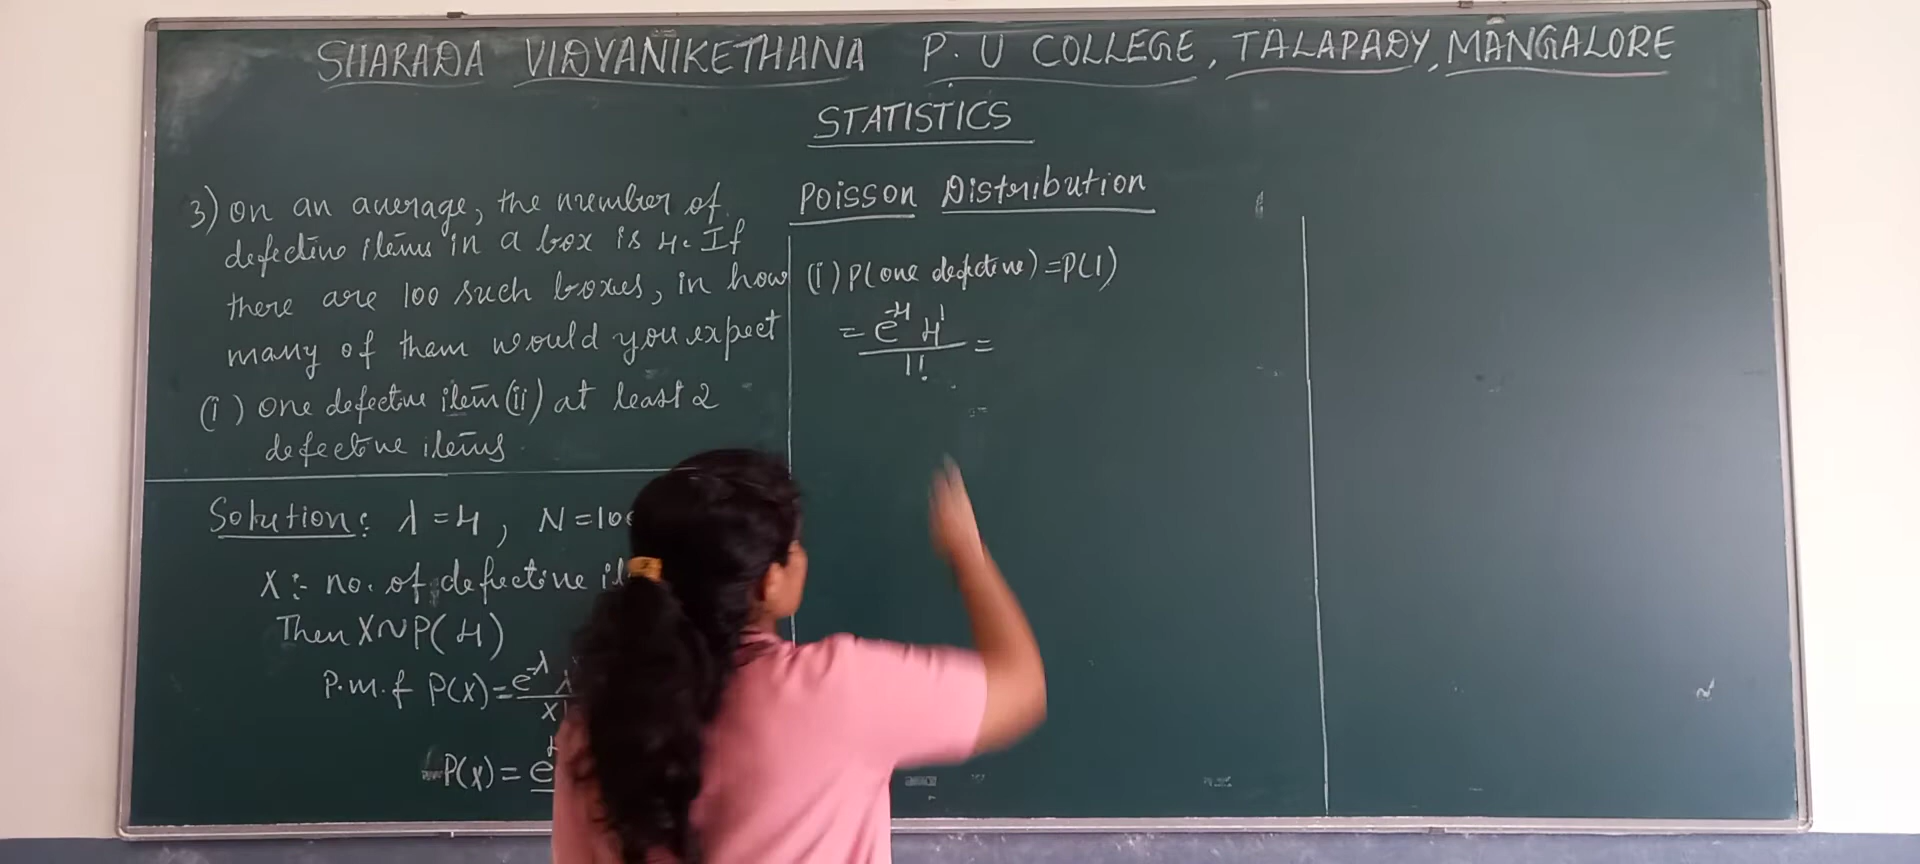 SHARADA VIDYANIKETHANA P.U COLLEGE, TALAPADY, MANGALORE
STATISTICS
Poisson Distribution
3) On an average, the number of
defective items in a box is 4. If
there are 100 such boxes, in how
many of them would you expect
(i) One defective item (ii) at least 2
defective items.
Solution: λ = 4, N = 100
X :- no. of defective
Then X~P(4)
P.m.f P(x) = e^-λ λ / x!
P(x) = e
(i) P(one defective) = P(1)
= e^-4 4^1 / 1! =